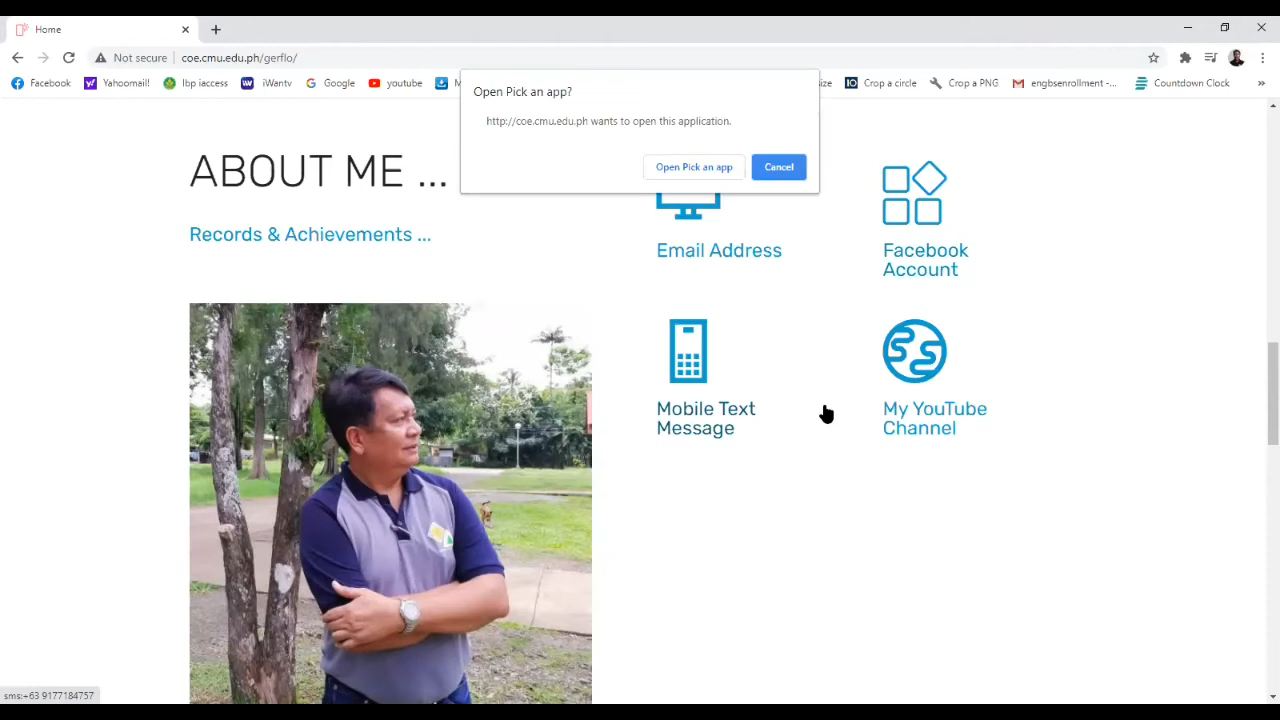 Home
Not secure
coe.cmu.edu.ph/gerflo/
Facebook
Yahoomail!
lbp iaccess
iWantv
Google
youtube
M
ize
Crop a circle
Crop a PNG
engbsenrollment -...
Countdown Clock
Open Pick an app?
http://coe.cmu.edu.ph wants to open this application.
Open Pick an app
Cancel
ABOUT ME ...
Records & Achievements ...
Email Address
Facebook
Account
Mobile Text
Message
My YouTube
Channel
sms:+63 9177184757